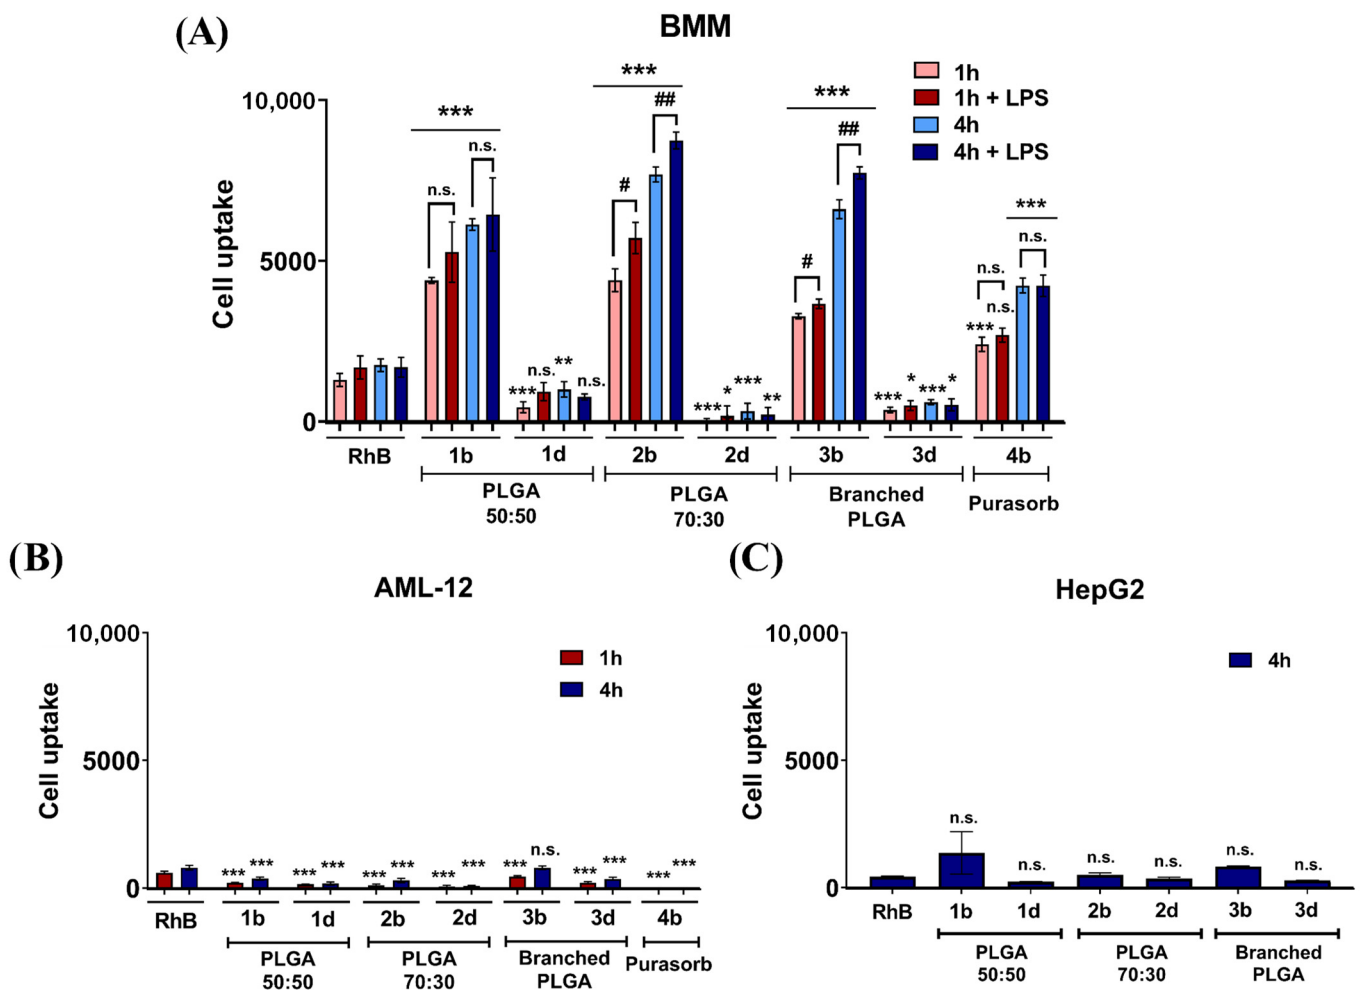 (A)
BMM
1h
1h + LPS
4h
4h + LPS
Cell uptake
10,000
5000
0
***
n.s.
n.s.
***
n.s.
**
n.s.
***
#
##
***
*
***
**
***
#
##
***
*
***
*
***
n.s.
n.s.
***
n.s.
RhB
1b
1d
2b
2d
3b
3d
4b
PLGA
50:50
PLGA
70:30
Branched
PLGA
Purasorb
(B)
AML-12
1h
4h
Cell uptake
10,000
5000
0
***
***
***
***
***
***
***
***
***
n.s.
***
***
***
***
RhB
1b
1d
2b
2d
3b
3d
4b
PLGA
50:50
PLGA
70:30
Branched
PLGA
Purasorb
(C)
HepG2
4h
Cell uptake
10,000
5000
0
n.s.
n.s.
n.s.
n.s.
n.s.
n.s.
RhB
1b
1d
2b
2d
3b
3d
PLGA
50:50
PLGA
70:30
Branched
PLGA